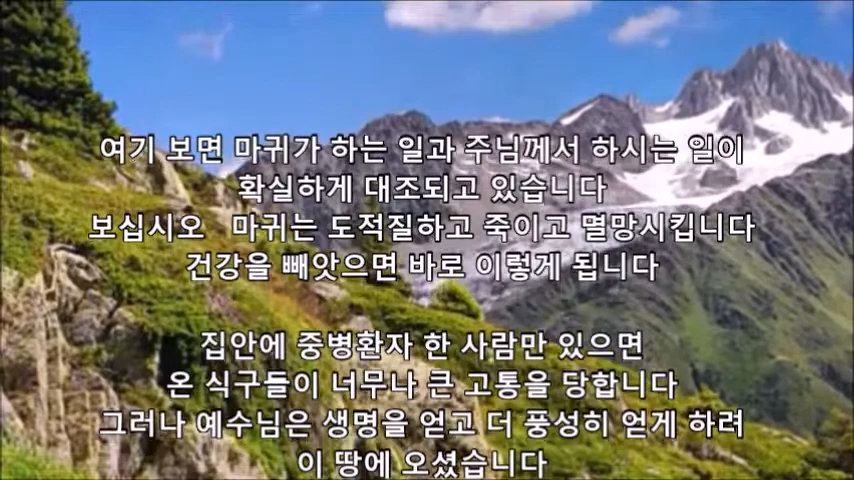 여기 보면 마귀가 하는 일과 주님께서 하시는 일이
확실하게 대조되고 있습니다
보십시오 마귀는 도적질하고 죽이고 멸망시킵니다
건강을 빼앗으면 바로 이렇게 됩니다
집안에 중병환자 한 사람만 있으면
온 식구들이 너무나 큰 고통을 당합니다
그러나 예수님은 생명을 얻고 더 풍성히 얻게 하려
이 땅에 오셨습니다